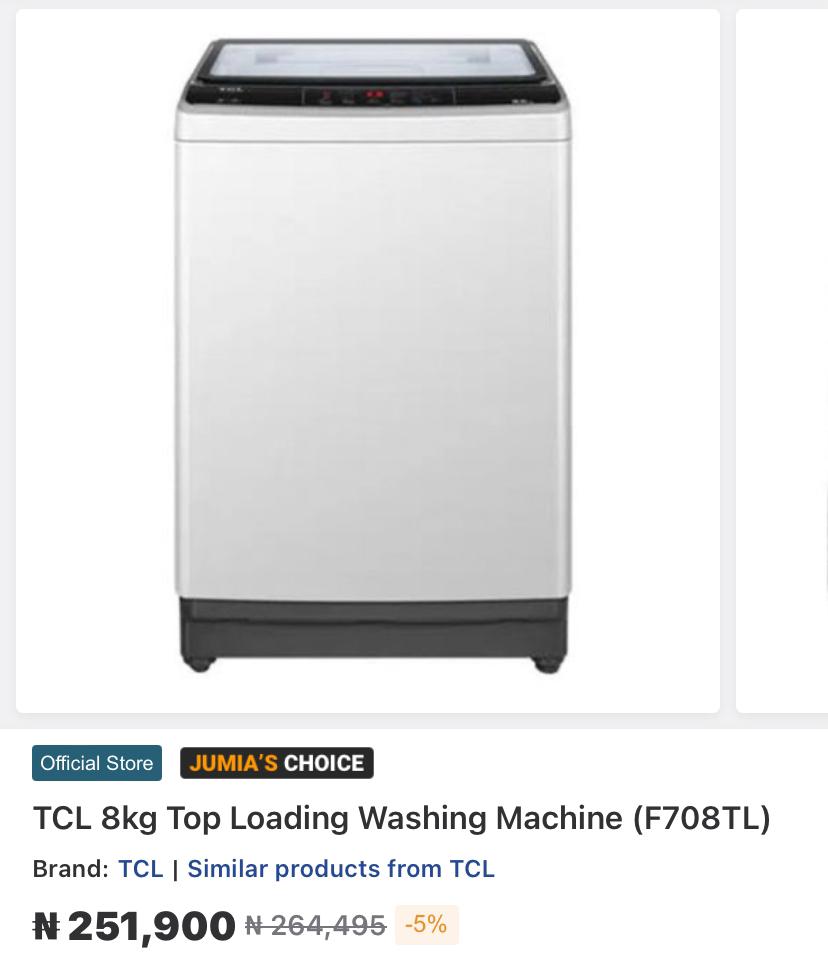 TCL
Official Store
JUMIA'S CHOICE
TCL 8kg Top Loading Washing Machine (F708TL)
Brand: TCL | Similar products from TCL
₦ 251,900 ₦ 264,495 -5%